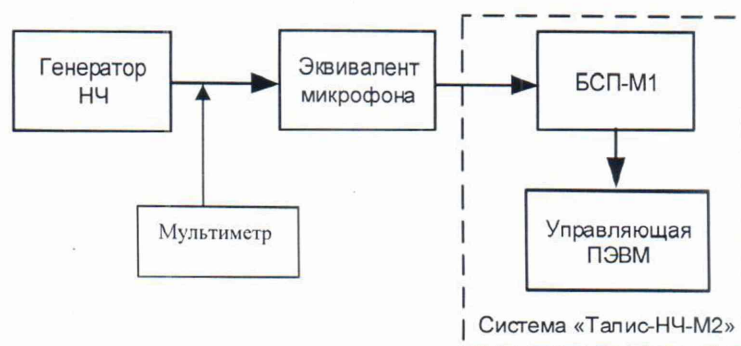 Генератор
НЧ
Эквивалент
микрофона
БСП-М1
Мультиметр
Управляющая
ПЭВМ
Система «Талис-НЧ-М2»